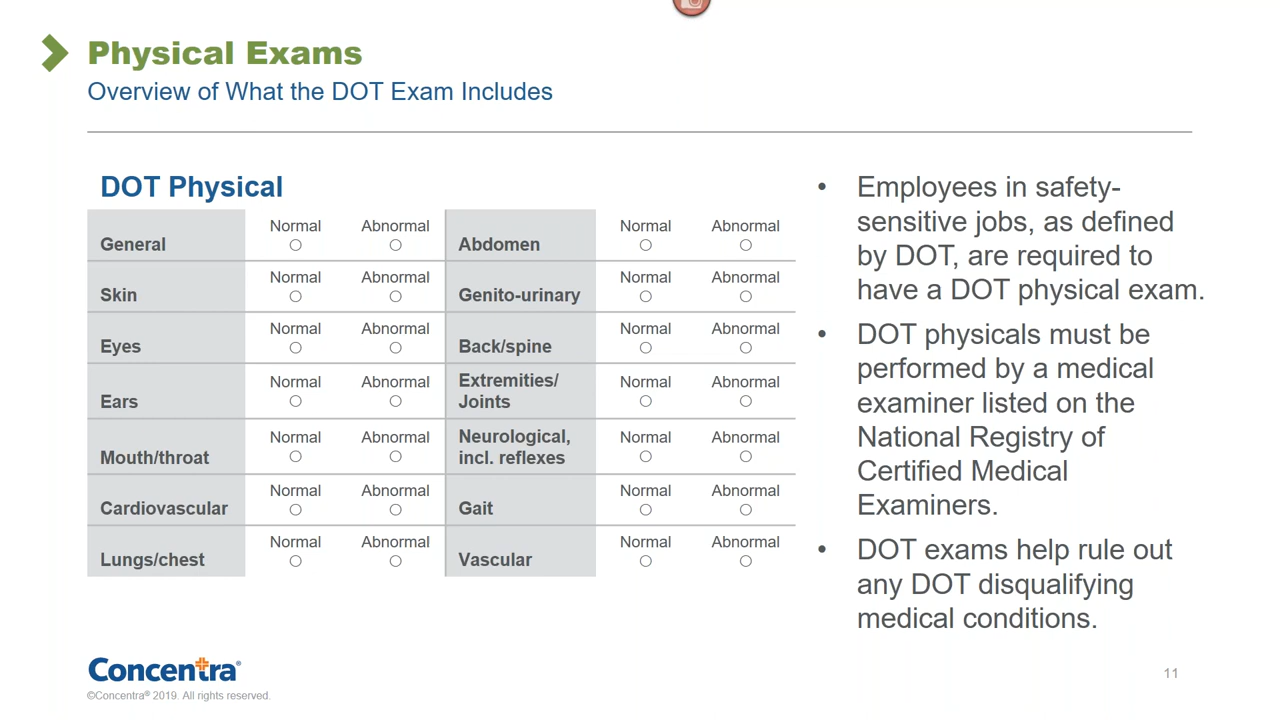 Physical Exams
Overview of What the DOT Exam Includes
DOT Physical
General Normal Abnormal Abdomen Normal Abnormal
Skin Normal Abnormal Genito-urinary Normal Abnormal
Eyes Normal Abnormal Back/spine Normal Abnormal
Ears Normal Abnormal Extremities/
Joints Normal Abnormal
Mouth/throat Normal Abnormal Neurological,
incl. reflexes Normal Abnormal
Cardiovascular Normal Abnormal Gait Normal Abnormal
Lungs/chest Normal Abnormal Vascular Normal Abnormal
• Employees in safety-
sensitive jobs, as defined
by DOT, are required to
have a DOT physical exam.
• DOT physicals must be
performed by a medical
examiner listed on the
National Registry of
Certified Medical
Examiners.
• DOT exams help rule out
any DOT disqualifying
medical conditions.
Concentra®
©Concentra® 2019. All rights reserved.
11